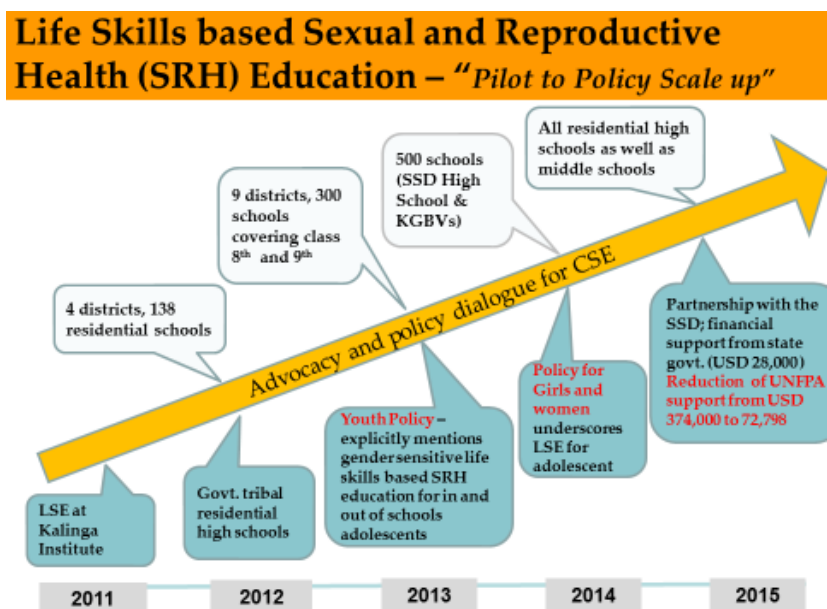 Life Skills based Sexual and Reproductive
Health (SRH) Education – “Pilot to Policy Scale up”
All residential high
schools as well as
middle schools
500 schools
(SSD High
School &
KGBVs)
9 districts, 300
schools
covering class
8th and 9th
4 districts, 138
residential schools
Advocacy and policy dialogue for CSE
LSE at
Kalinga
Institute
Govt. tribal
residential
high schools
Youth Policy –
explicitly mentions
gender sensitive life
skills based SRH
education for in and
out of schools
adolescents
Policy for
Girls and
women
underscores
LSE for
adolescent
Partnership with the
SSD; financial
support from state
govt. (USD 28,000)
Reduction of UNFPA
support from USD
374,000 to 72,798
2011
2012
2013
2014
2015